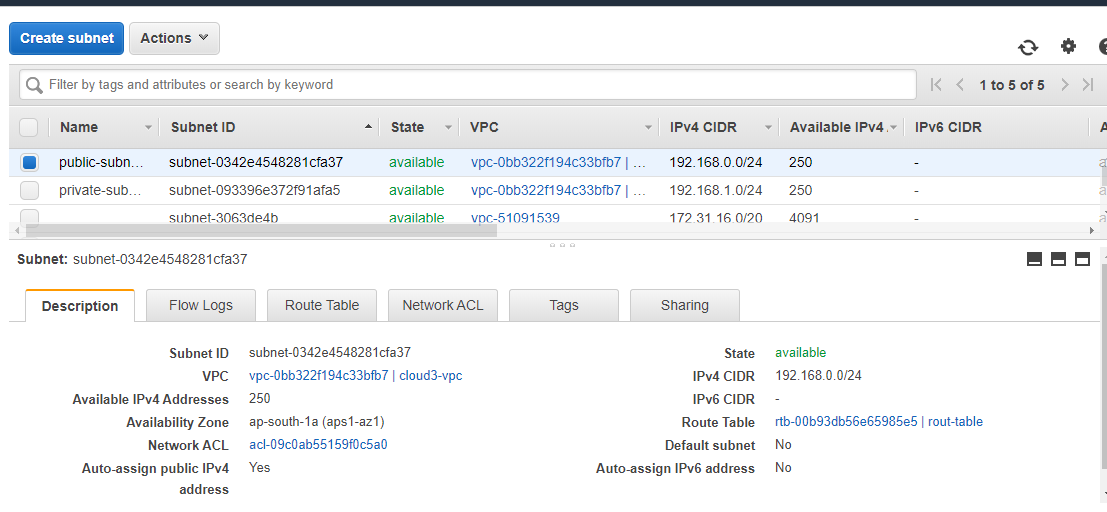 Create subnet Actions
Filter by tags and attributes or search by keyword 1 to 5 of 5
Name Subnet ID State VPC IPv4 CIDR Available IPv4 . IPv6 CIDR A
public-subn... subnet-0342e4548281cfa37 available vpc-0bb322f194c33bfb7 | ... 192.168.0.0/24 250 - a
private-sub... subnet-093396e372f91afa5 available vpc-0bb322f194c33bfb7 | ... 192.168.1.0/24 250 - a
subnet-3063de4b available vpc-51091539 172.31.16.0/20 4091 - a
Subnet: subnet-0342e4548281cfa37
Description Flow Logs Route Table Network ACL Tags Sharing
Subnet ID subnet-0342e4548281cfa37 State available
VPC vpc-0bb322f194c33bfb7 | cloud3-vpc IPv4 CIDR 192.168.0.0/24
Available IPv4 Addresses 250 IPv6 CIDR -
Availability Zone ap-south-1a (aps1-az1) Route Table rtb-00b93db56e65985e5 | rout-table
Network ACL acl-09c0ab55159f0c5a0 Default subnet No
Auto-assign public IPv4 Yes Auto-assign IPv6 address No
address